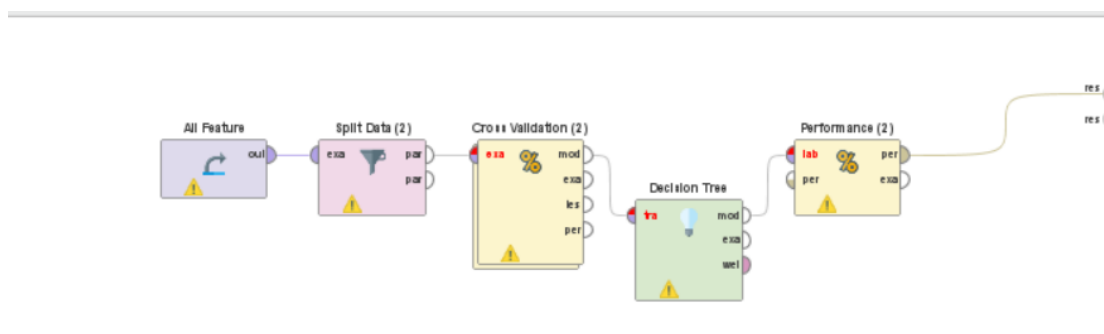 res
res
All Feature
Split Data (2)
Cross Validation (2)
Performance (2)
Decision Tree
out
exa
par
par
exa
mod
exa
tes
per
tra
mod
exa
wei
lab
per
per
exa